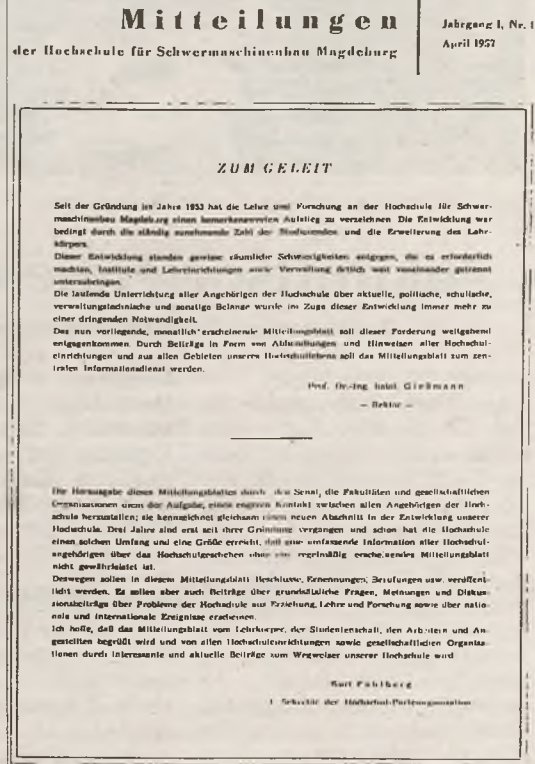 Mitteilungen
der Hochschule für Schwermaschinenbau Magdeburg
Jahrgang 1, Nr. 1
April 1957
ZUM GELEIT
Seit der Gründung im Jahre 1953 hat die Lehre und Forschung an der Hochschule für Schwer-
maschinenbau Magdeburg einen bemerkenswerten Aufstieg zu verzeichnen. Die Entwicklung war
bedingt durch die ständig zunehmende Zahl der Studierenden und die Erweiterung des Lehr-
körpers.
Dieser Entwicklung standen gewisse räumliche Schwierigkeiten entgegen, die es erforderlich
machten, Institute und Lehreinrichtungen sowie Verwaltung örtlich weit voneinander getrennt
unterzubringen.
Die laufende Unterrichtung aller Angehörigen der Hochschule über aktuelle, politische, schulische,
verwaltungstechnische und sonstige Belange wurde im Zuge dieser Entwicklung immer mehr zu
einer dringenden Notwendigkeit.
Das nun vorliegende, monatlich erscheinende Mitteilungsblatt soll dieser Forderung weitgehend
entgegenkommen. Durch Beiträge in Form von Abhandlungen und Hinweisen aller Hochschul-
einrichtungen und aus allen Gebieten unseres Hochschullebens soll das Mitteilungsblatt zum zen-
tralen Informationsdienst werden.
Prof. Dr.-Ing. habil. Gießmann
— Rektor —
Die Herausgabe dieses Mitteilungsblattes durch den Senat, die Fakultäten und gesellschaftlichen
Organisationen dient der Aufgabe, einen engeren Kontakt zwischen allen Angehörigen der Hoch-
schule herzustellen; sie kennzeichnet gleichsam einen neuen Abschnitt in der Entwicklung unserer
Hochschule. Drei Jahre sind erst seit ihrer Gründung vergangen und schon hat die Hochschule
einen solchen Umfang und eine Größe erreicht, daß eine umfassende Information aller Hochschul-
angehörigen über das Hochschulgeschehen ohne ein regelmäßig erscheinendes Mitteilungsblatt
nicht gewährleistet ist.
Deswegen sollen in diesem Mitteilungsblatt Beschlüsse, Ernennungen, Berufungen usw. veröffent-
licht werden. Es sollen aber auch Beiträge über grundsätzliche Fragen, Meinungen und Diskus-
sionsbeiträge über Probleme der Hochschule aus Erziehung, Lehre und Forschung sowie über natio-
nale und internationale Ereignisse erscheinen.
Ich hoffe, daß das Mitteilungsblatt vom Lehrkörper, der Studentenschaft, den Arbeitern und An-
gestellten begrüßt wird und von allen Hochschuleinrichtungen sowie gesellschaftlichen Organisa-
tionen durch interessante und aktuelle Beiträge zum Wegweiser unserer Hochschule wird.
Kurt Fahlberg
1. Sekretär der Hochschul-Parteiorganisation